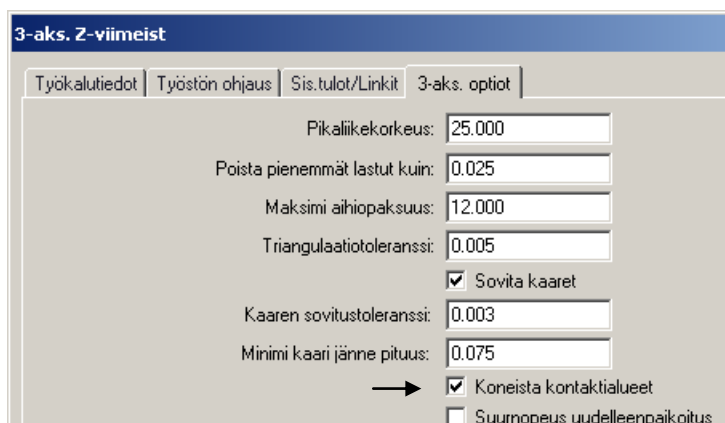 3-aks. Z-viimeist
Työkalutiedot Työstön ohjaus Sis.tulot/Linkit 3-aks. optiot
Pikaliikekorkeus: 25.000
Poista pienemmät lastut kuin: 0.025
Maksimi aihiopaksuus: 12.000
Triangulaatiotoleranssi: 0.005
Sovita kaaret
Kaaren sovitustoleranssi: 0.003
Minimi kaari jänne pituus: 0.075
Koneista kontaktialueet
Suurnopeus uudelleenpaikoitus